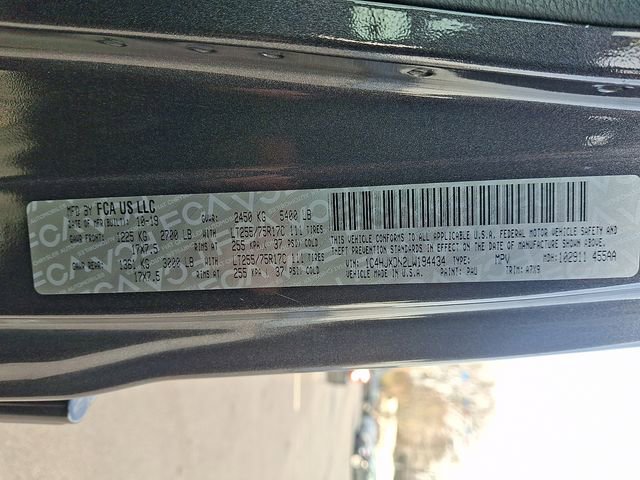 MFD BY FCA US LLC
DATE OF MFR(BUILT): 10-19 GVWR: 2450 KG 5400 LB
GAWR FRONT: 1225 KG 2700 LB WITH LT255/75R17C 111 TIRES
17X7.5 RIMS AT 255 KPA( 37 PSI) COLD
GAWR REAR: 1361 KG 3000 LB WITH LT255/75R17C 111 TIRES
17X7.5 RIMS AT 255 KPA( 37 PSI) COLD
THIS VEHICLE CONFORMS TO ALL APPLICABLE U.S.A. FEDERAL MOTOR VEHICLE SAFETY AND
THEFT PREVENTION STANDARDS IN EFFECT ON THE DATE OF MANUFACTURE SHOWN ABOVE.
VIN: 1C4HJXDN2LW194434 TYPE: MPV MDH: 102911 455AA
VEHICLE MADE IN U.S.A. PAINT: PAU TRIM: A7X9